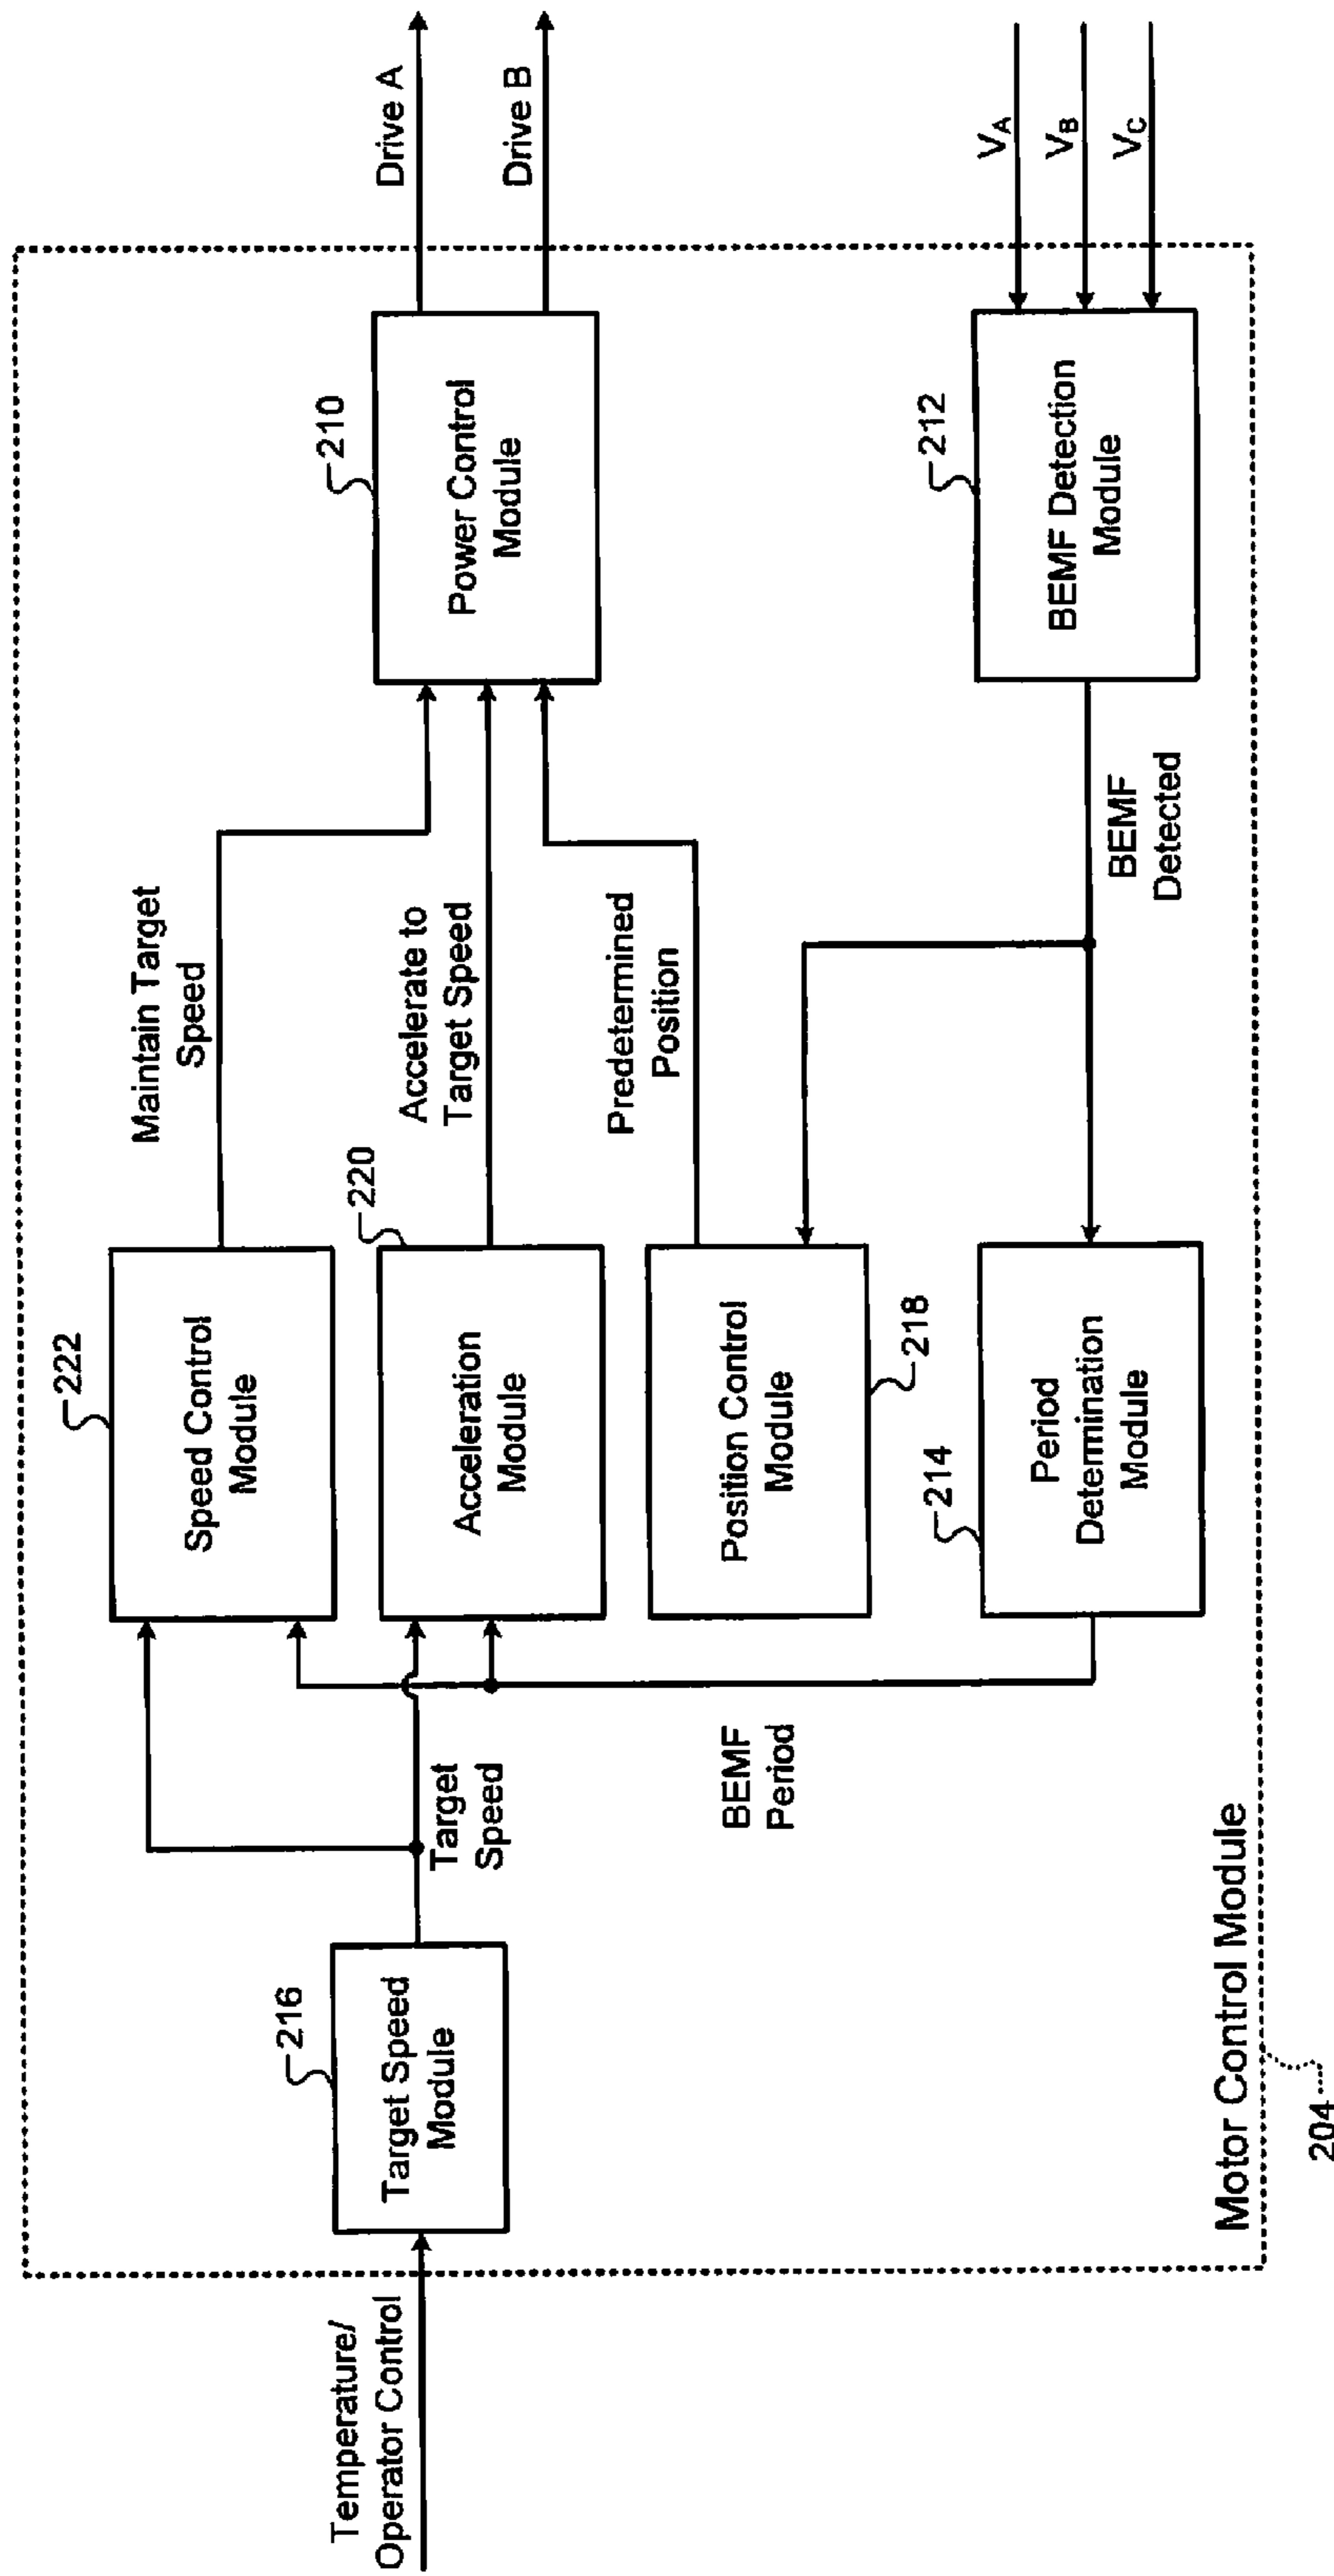 Temperature/
Operator Control
216
Target Speed
Module
Target
Speed
222
Speed Control
Module
220
Acceleration
Module
Position Control
Module
218
214
Period
Determination
Module
BEMF
Period
Maintain Target
Speed
Accelerate to
Target Speed
Predetermined
Position
BEMF
Detected
210
Power Control
Module
212
BEMF Detection
Module
Drive A
Drive B
VA
VB
VC
Motor Control Module
204